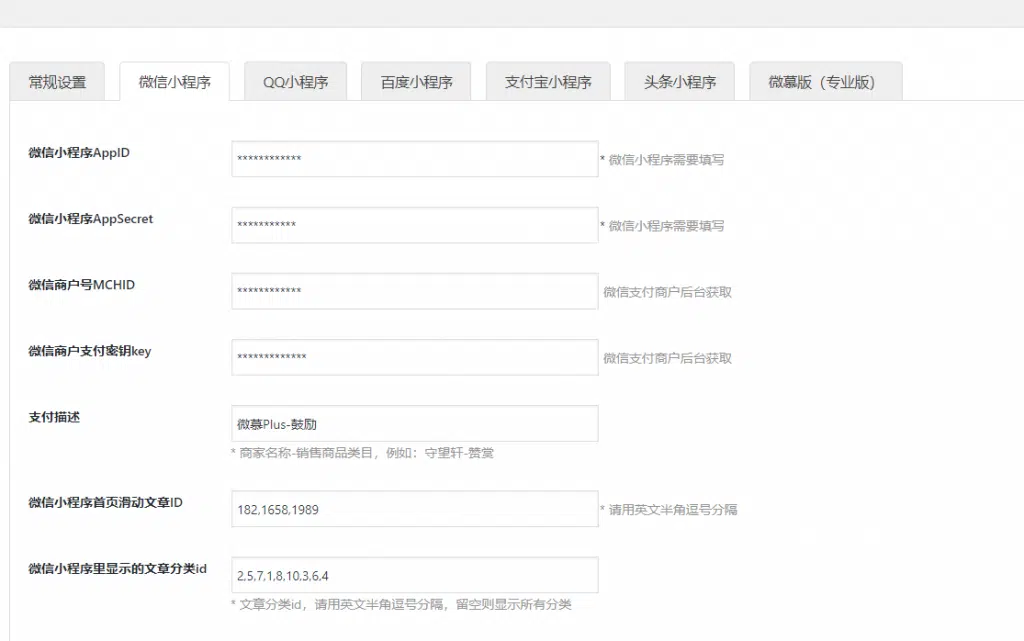 常规设置 微信小程序 QQ小程序 百度小程序 支付宝小程序 头条小程序 微慕版（专业版）
微信小程序AppID ************ * 微信小程序需要填写
微信小程序AppSecret *********** * 微信小程序需要填写
微信商户号MCHID ************ 微信支付商户后台获取
微信商户支付密钥key ************* 微信支付商户后台获取
支付描述 微慕Plus-鼓励
* 商家名称-销售商品类目，例如：守望轩-赞赏
微信小程序首页滑动文章ID 182,1658,1989 * 请用英文半角逗号分隔
微信小程序里显示的文章分类id 2,5,7,1,8,10,3,6,4
* 文章分类id，请用英文半角逗号分隔，留空则显示所有分类